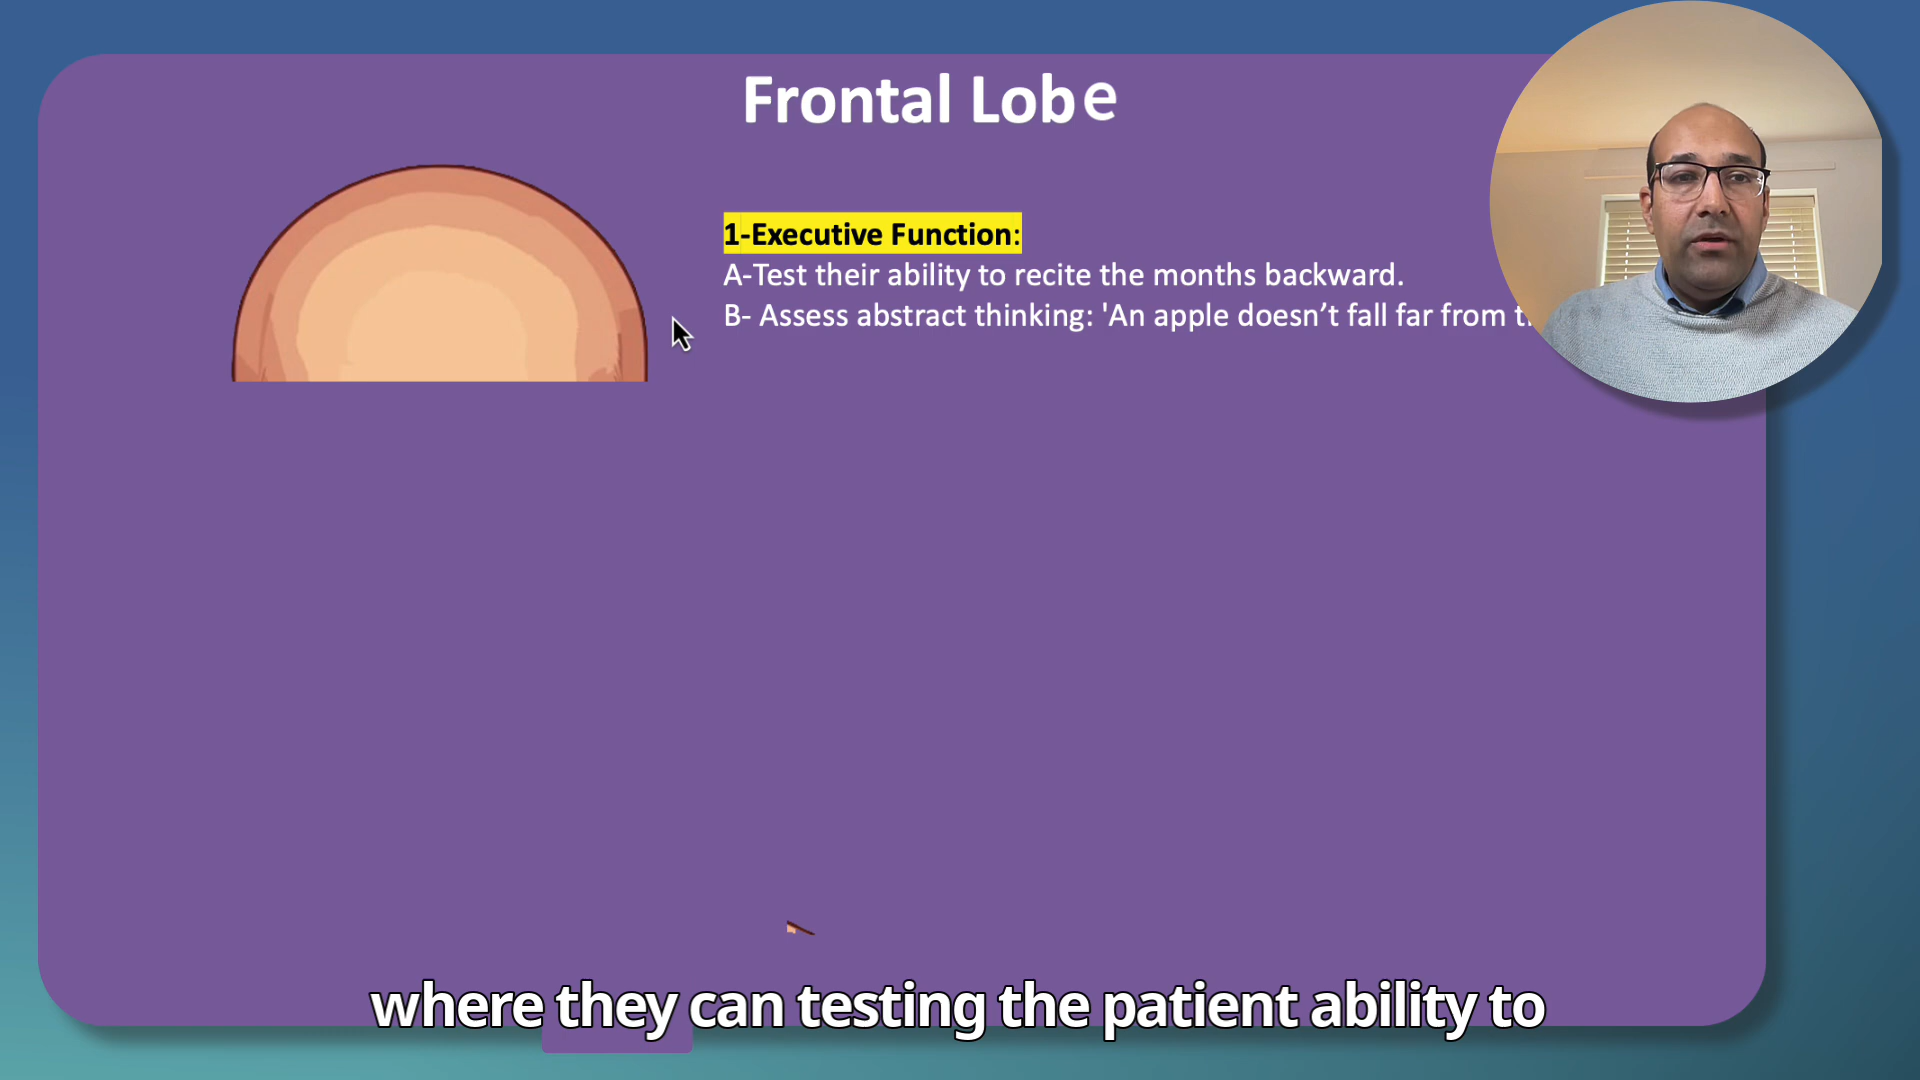 Frontal Lobe
1-Executive Function:
A-Test their ability to recite the months backward.
B- Assess abstract thinking: 'An apple doesn’t fall far from
where they can testing the patient ability to